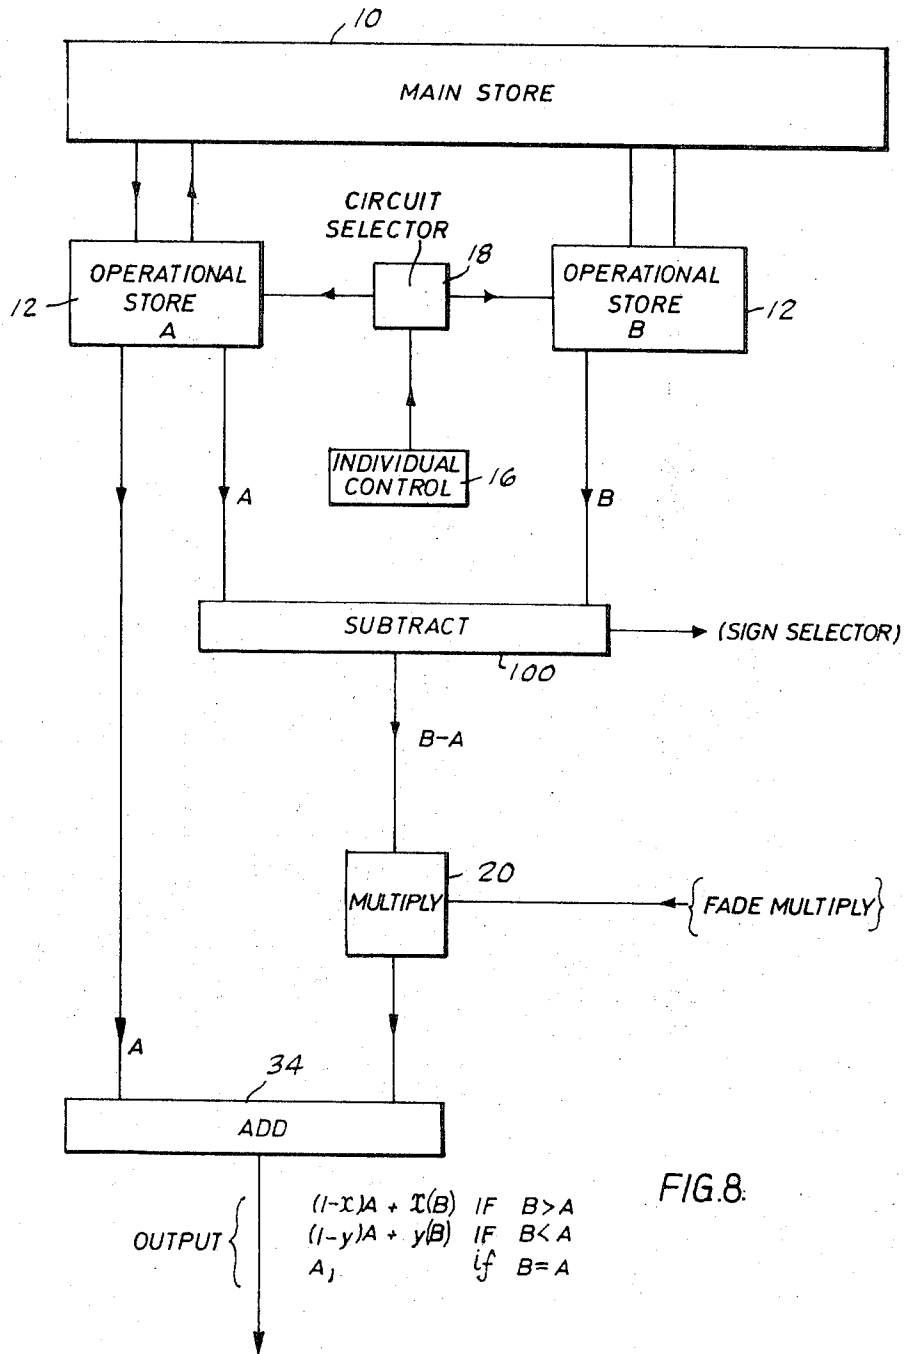 10
MAIN STORE
CIRCUIT
SELECTOR
18
OPERATIONAL
STORE
A
12
OPERATIONAL
STORE
B
12
INDIVIDUAL
CONTROL
16
A
B
SUBTRACT
(SIGN SELECTOR)
100
B-A
20
MULTIPLY
{FADE MULTIPLY}
A
34
ADD
OUTPUT {
(1-x)A + x(B) IF B>A
(1-y)A + y(B) IF B<A
A, if B=A
FIG.8.